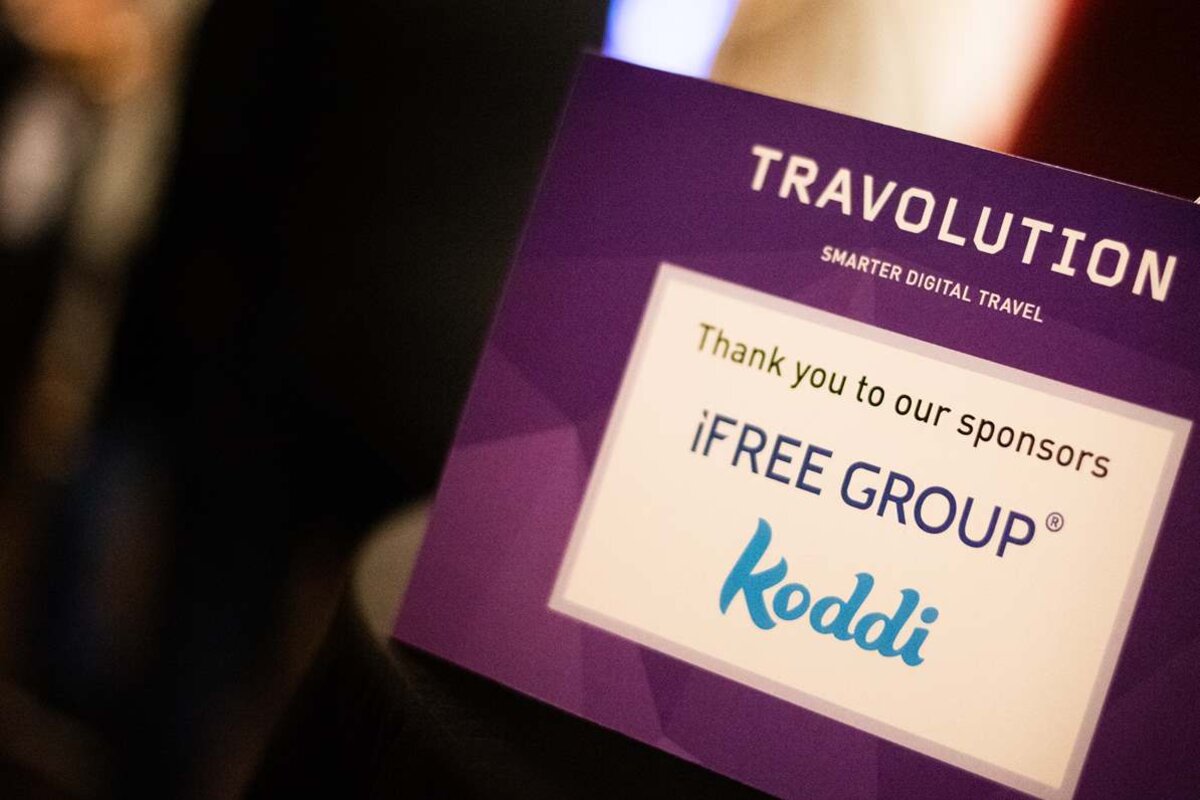 TRAVOLUTION
SMARTER DIGITAL TRAVEL
Thank you to our sponsors
iFREE GROUP®
Koddi